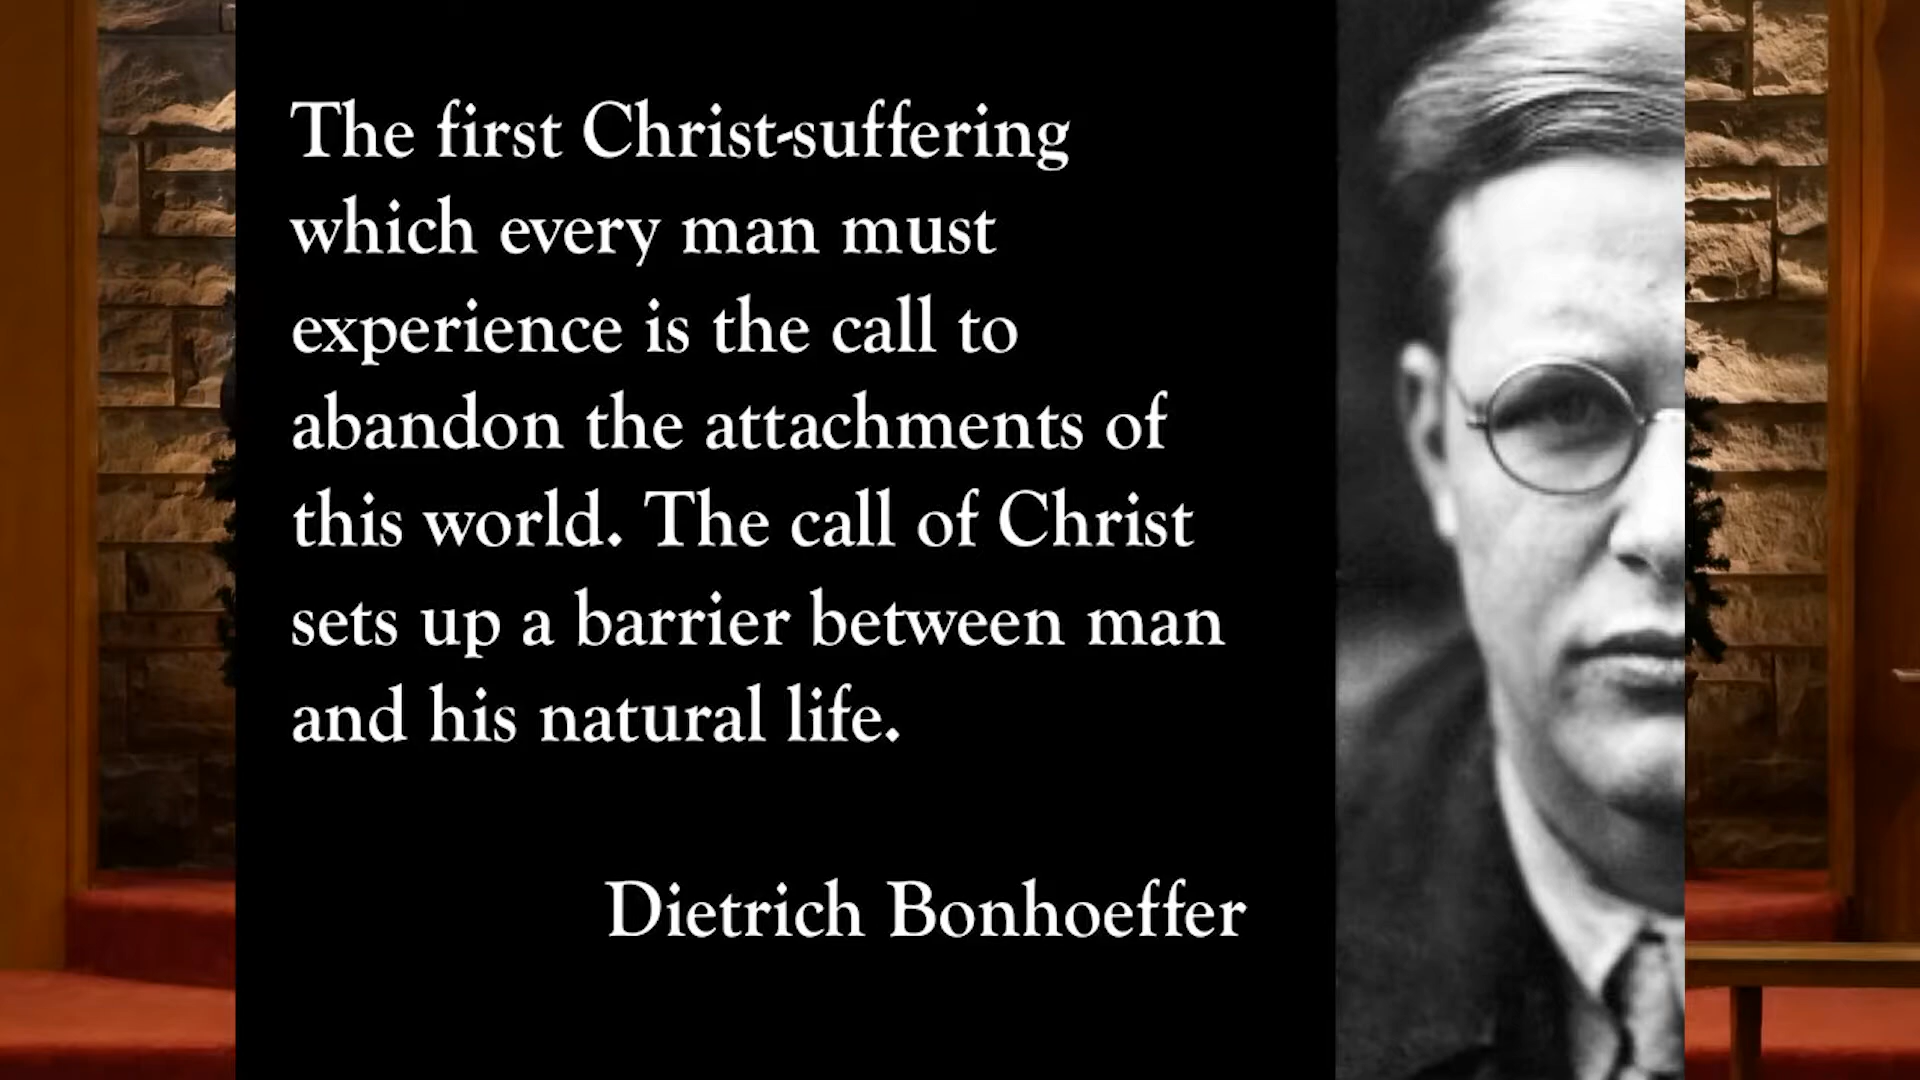 The first Christ-suffering
which every man must
experience is the call to
abandon the attachments of
this world. The call of Christ
sets up a barrier between man
and his natural life.
Dietrich Bonhoeffer